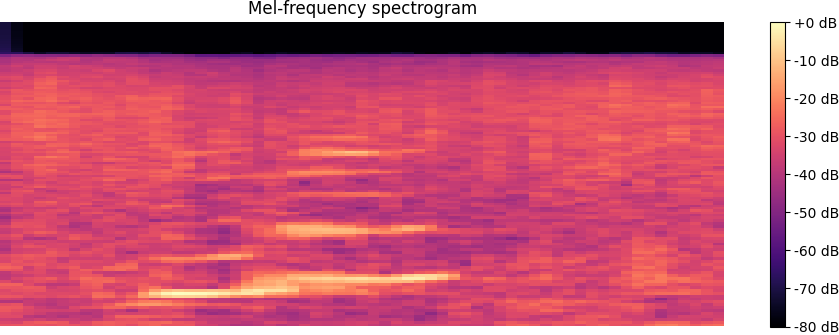 Mel-frequency spectrogram
+0 dB
-10 dB
-20 dB
-30 dB
-40 dB
-50 dB
-60 dB
-70 dB
-80 dB